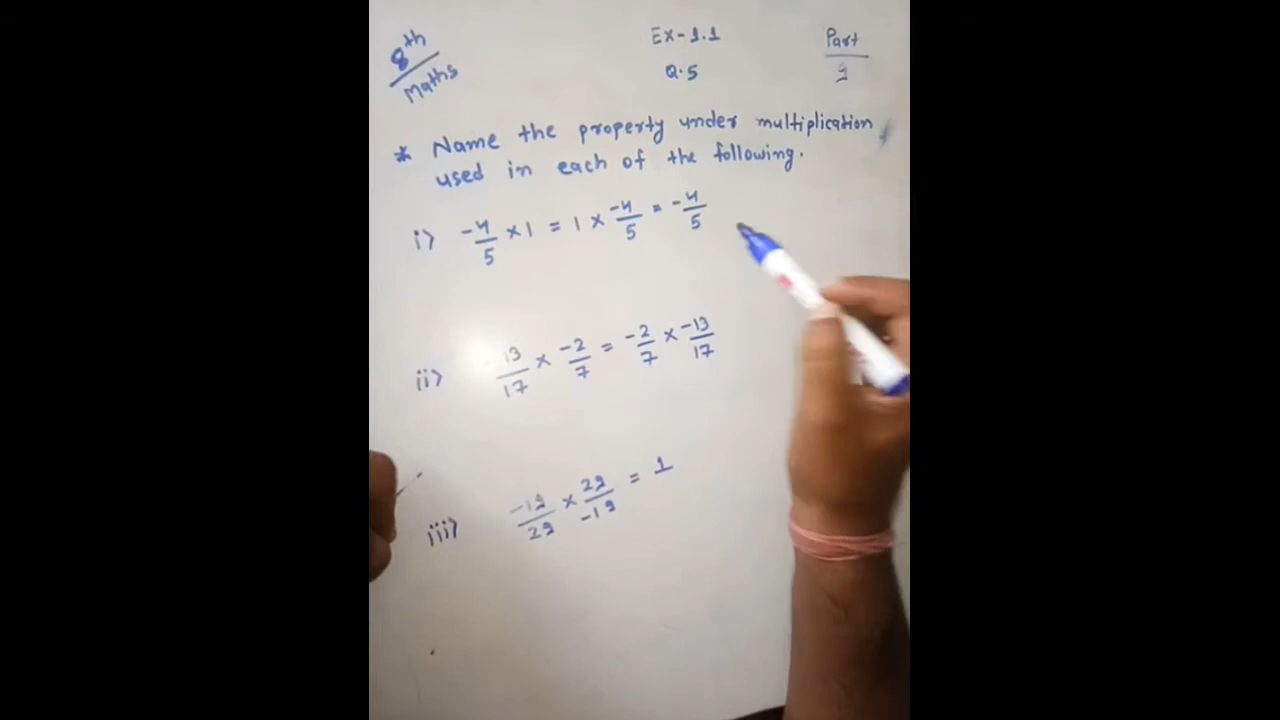 8th
Maths
Ex-1.1
Q.5
Part
9
* Name the property under multiplication,
used in each of the following.
i) -4/5 × 1 = 1 × -4/5 = -4/5
ii) 13/17 × -2/7 = -2/7 × -13/17
iii) -19/29 × 29/-19 = 1